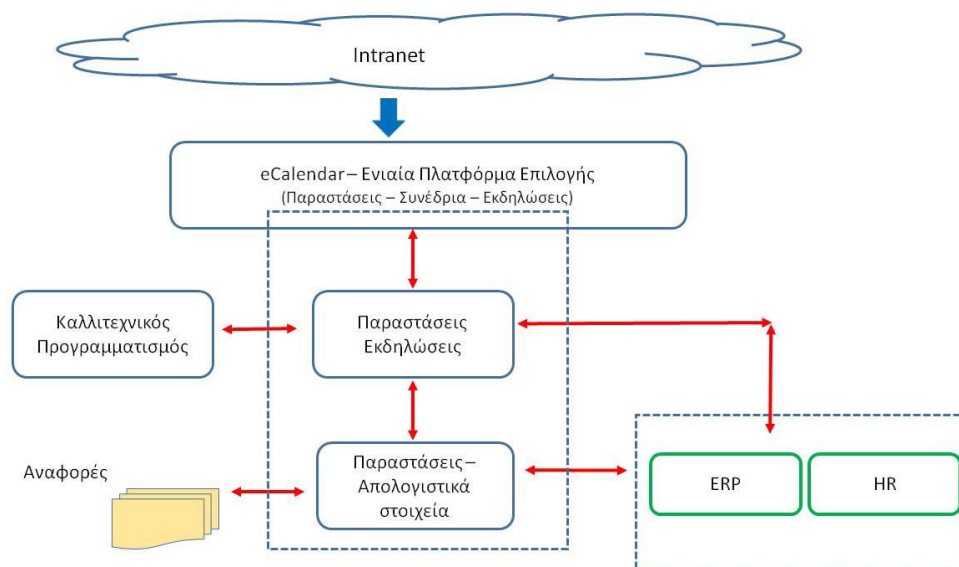 Intranet
eCalendar – Ενιαία Πλατφόρμα Επιλογής
(Παραστάσεις – Συνέδρια – Εκδηλώσεις)
Καλλιτεχνικός
Προγραμματισμός
Παραστάσεις
Εκδηλώσεις
Αναφορές
Παραστάσεις –
Απολογιστικά
στοιχεία
ERP
HR